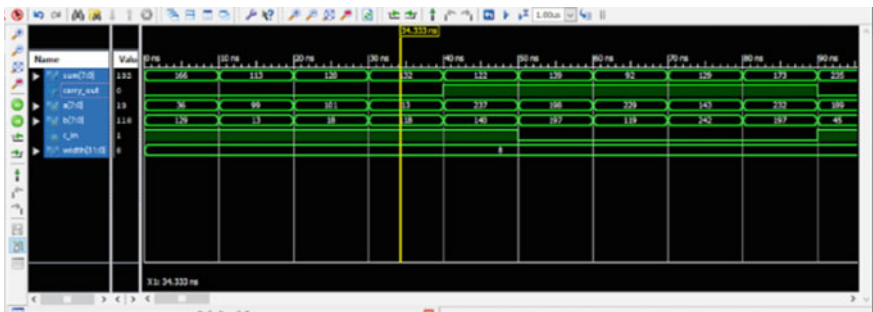 1.00us
34.333 ns
Name Valu 0 ns 10 ns 20 ns 30 ns 40 ns 50 ns 60 ns 70 ns 80 ns 90 ns
sum[7:0] 132 166 113 120 132 122 139 92 129 173 235
carry_out 0
a[7:0] 13 36 99 101 13 237 198 229 143 232 189
b[7:0] 118 129 13 18 118 140 197 119 242 197 45
c_in 1
width[31:0] 8 8
X1: 34.333 ns